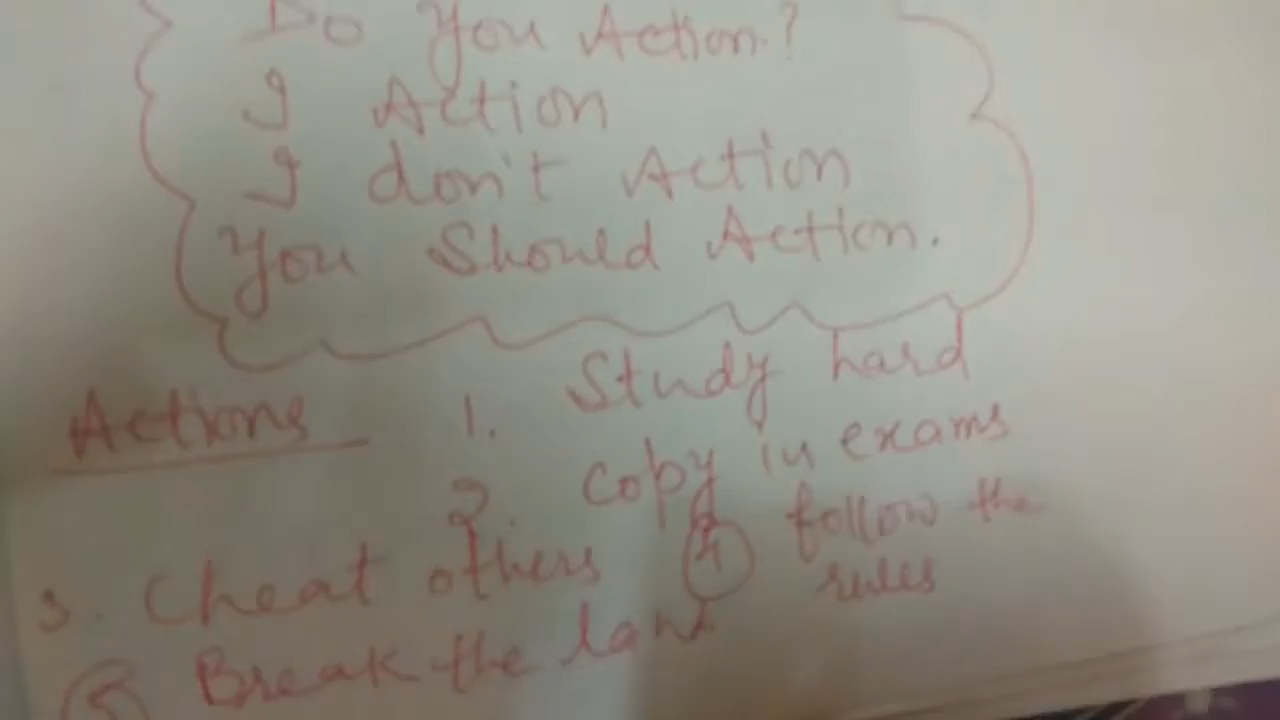 Do You Action?
I Action
I don't Action
You Should Action.
Actions 1. Study hard
2. Copy in exams
3. Cheat others 4 follow the rules
5 Break the law